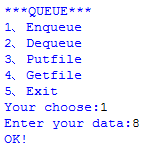 ***QUEUE***
1、Enqueue
2、Dequeue
3、Putfile
4、Getfile
5、Exit
Your choose:1
Enter your data:8
OK!